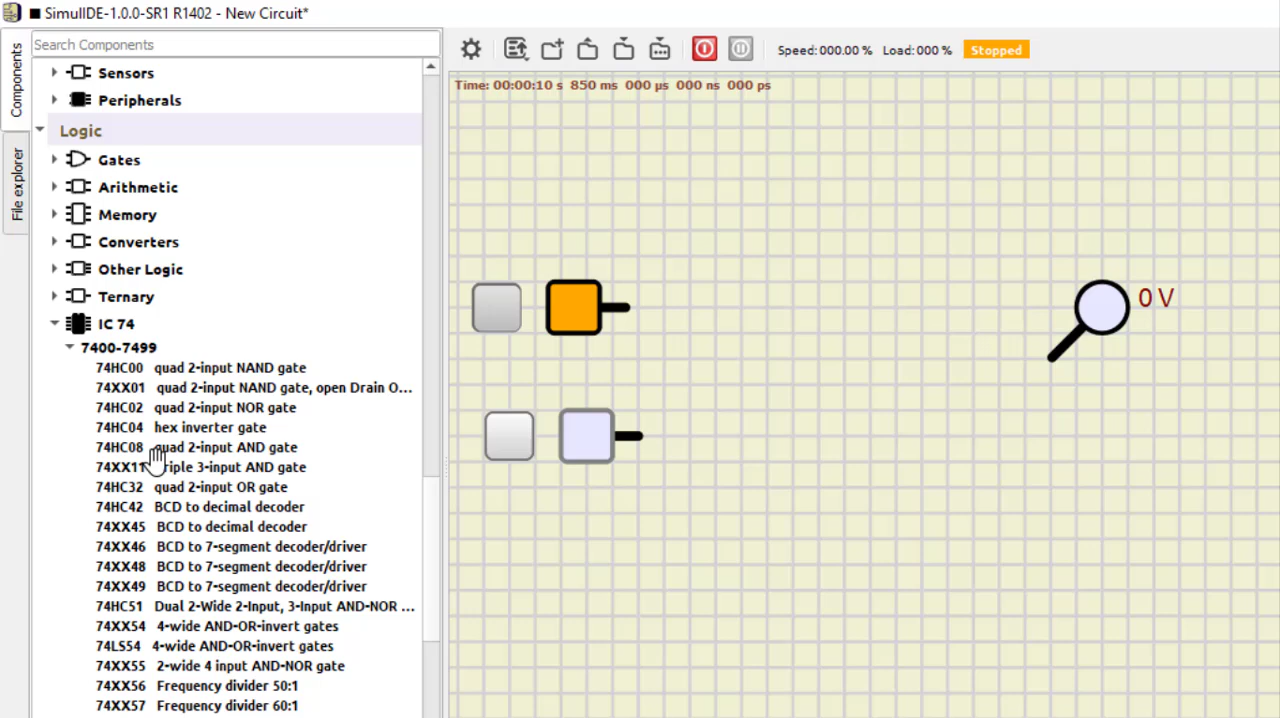 SimulIDE-1.0.0-SR1 R1402 - New Circuit*
Components
File explorer
Search Components
Sensors
Peripherals
Logic
Gates
Arithmetic
Memory
Converters
Other Logic
Ternary
IC 74
7400-7499
74HC00 quad 2-input NAND gate
74XX01 quad 2-input NAND gate, open Drain O...
74HC02 quad 2-input NOR gate
74HC04 hex inverter gate
74HC08 quad 2-input AND gate
74XX11 triple 3-input AND gate
74HC32 quad 2-input OR gate
74HC42 BCD to decimal decoder
74XX45 BCD to decimal decoder
74XX46 BCD to 7-segment decoder/driver
74XX48 BCD to 7-segment decoder/driver
74XX49 BCD to 7-segment decoder/driver
74HC51 Dual 2-Wide 2-Input, 3-Input AND-NOR ...
74XX54 4-wide AND-OR-invert gates
74LS54 4-wide AND-OR-invert gates
74XX55 2-wide 4 input AND-NOR gate
74XX56 Frequency divider 50:1
74XX57 Frequency divider 60:1
Speed: 000.00 % Load: 000 % Stopped
Time: 00:00:10 s 850 ms 000 µs 000 ns 000 ps
0 V